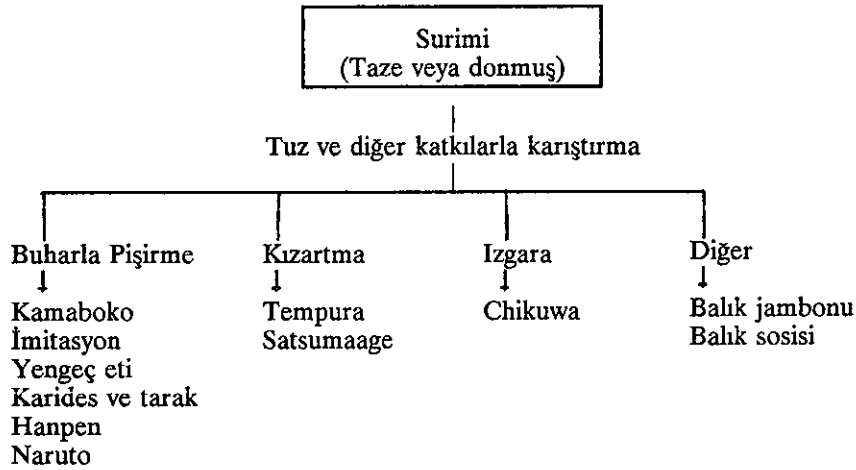 Surimi
(Taze veya donmuş)
Tuz ve diğer katkılarla karıştırma
Buharla Pişirme
Kamaboko
İmitasyon
Yengeç eti
Karides ve tarak
Hanpen
Naruto
Kızartma
Tempura
Satsumaage
Izgara
Chikuwa
Diğer
Balık jambonu
Balık sosisi